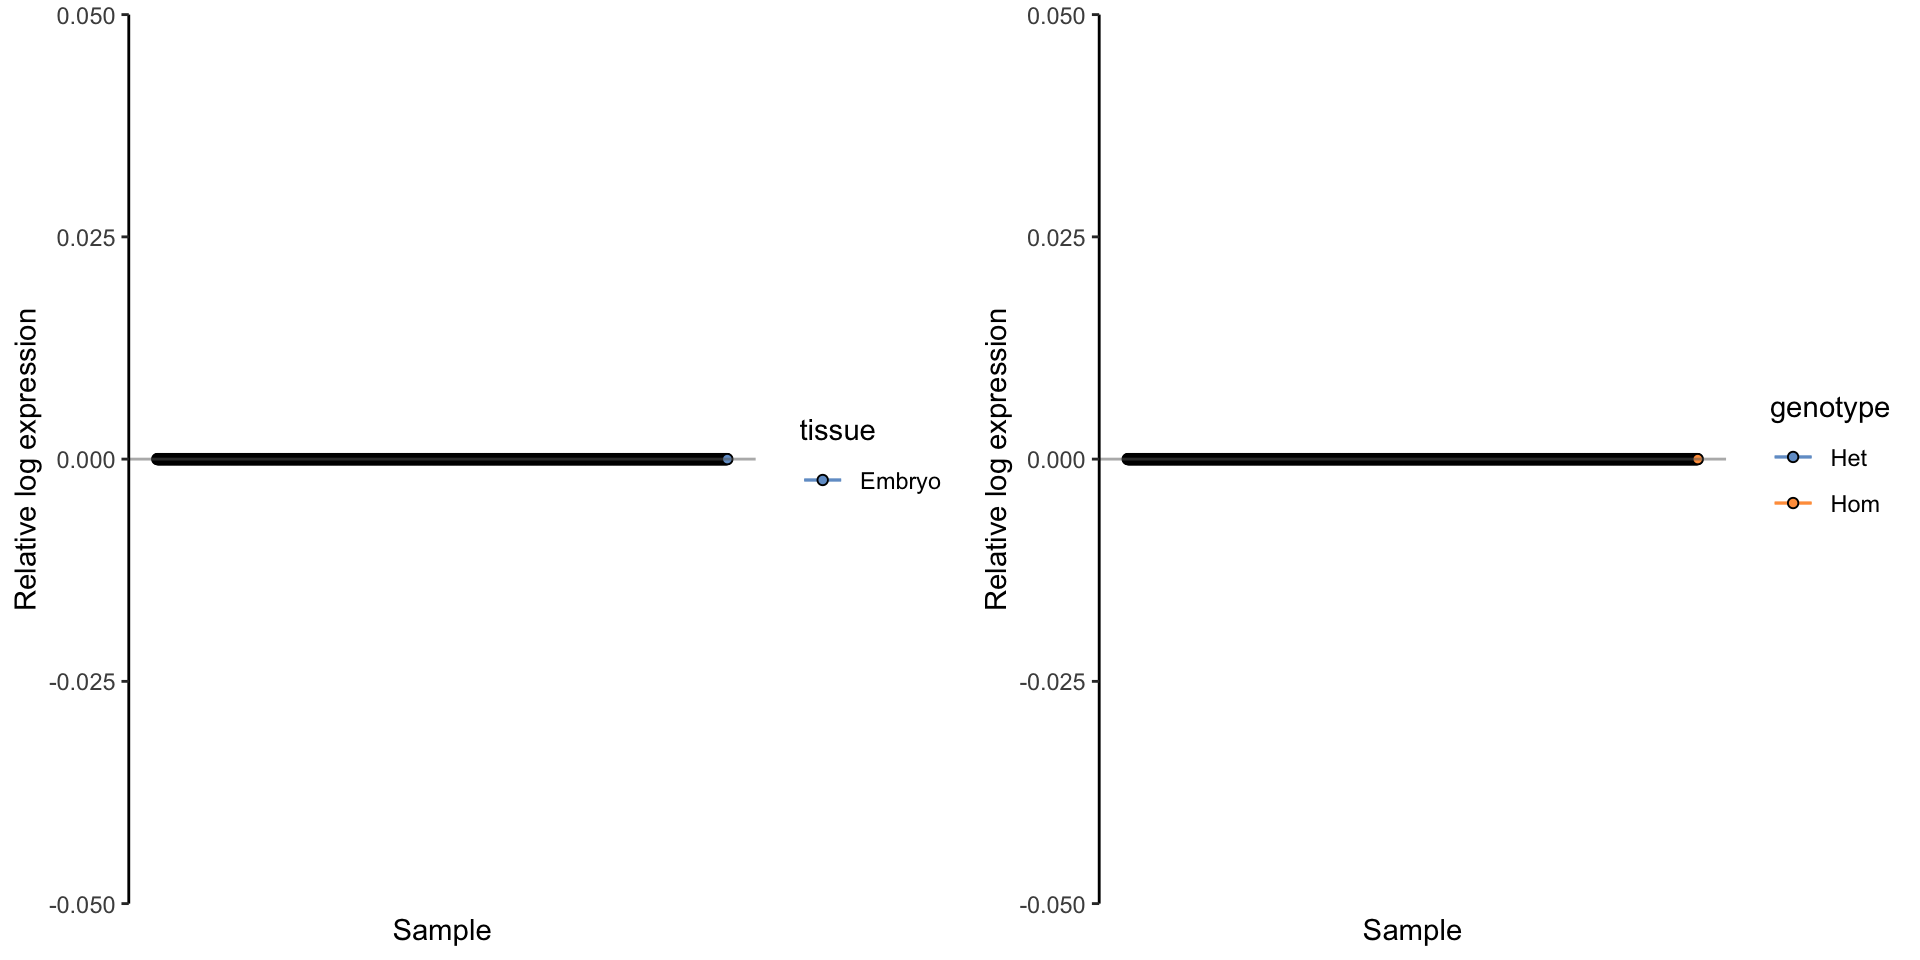 0.050
0.025
0.000
-0.025
-0.050
Relative log expression
Sample
tissue
Embryo
0.050
0.025
0.000
-0.025
-0.050
Relative log expression
Sample
genotype
Het
Hom